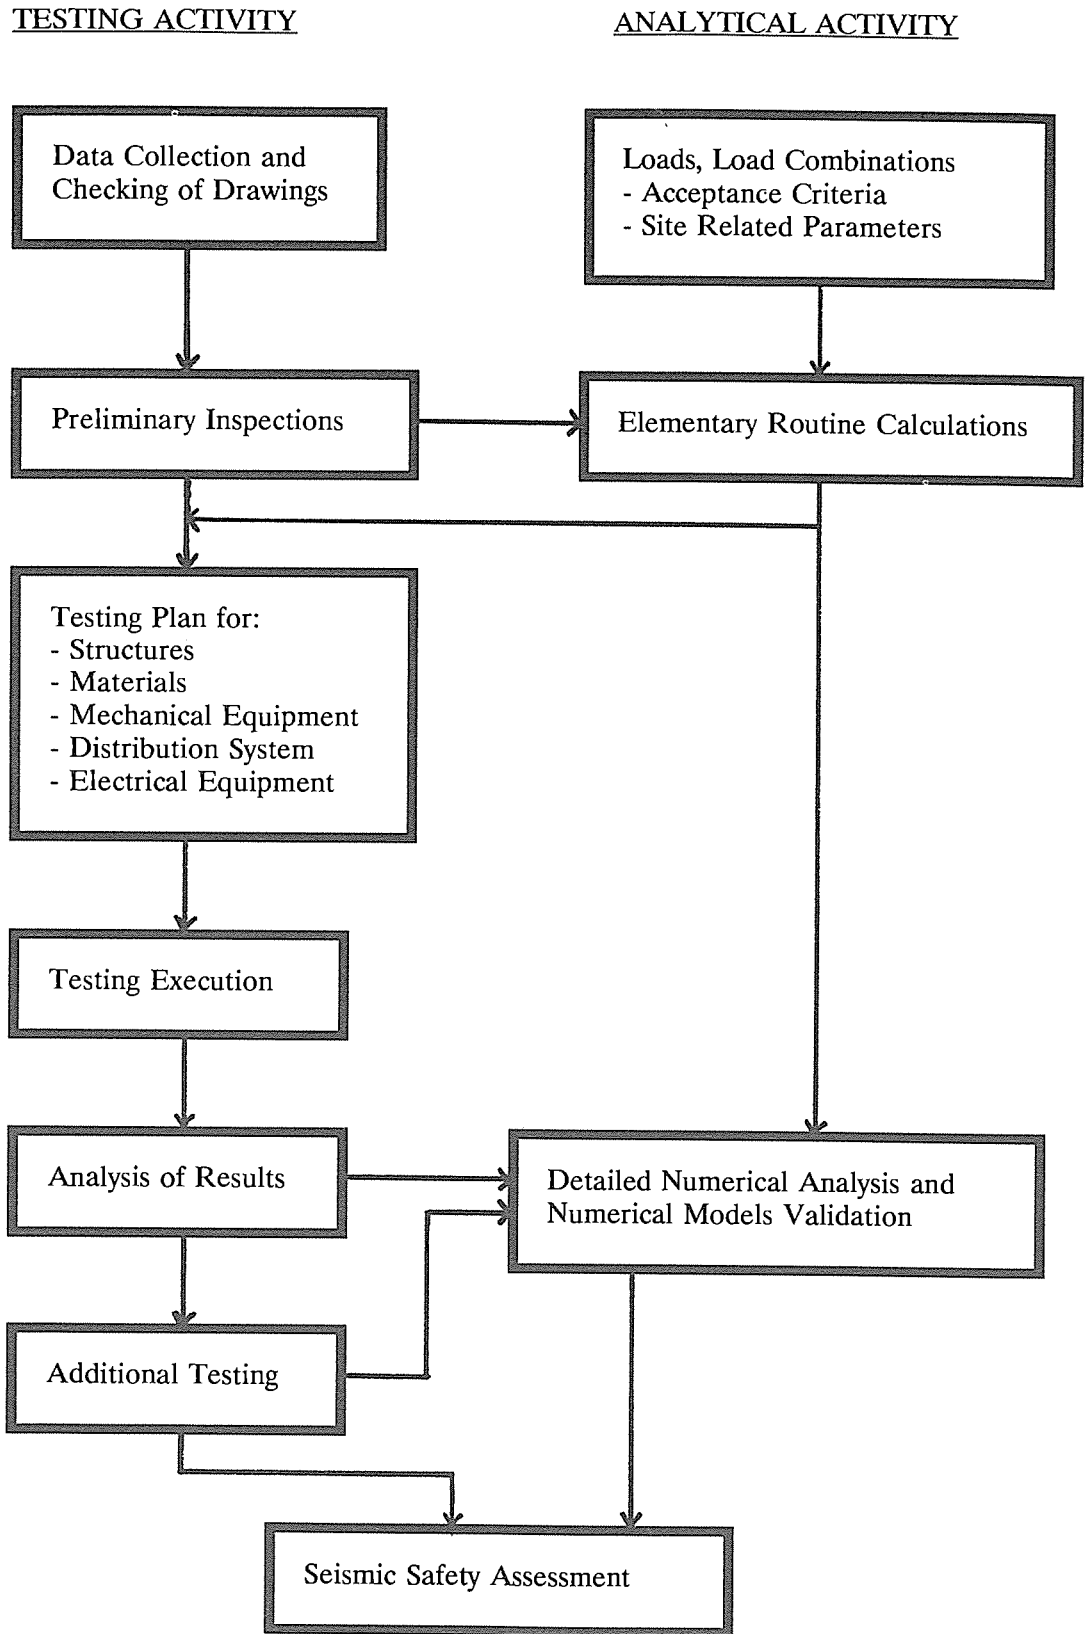 TESTING ACTIVITY
ANALYTICAL ACTIVITY
Data Collection and
Checking of Drawings
Loads, Load Combinations
- Acceptance Criteria
- Site Related Parameters
Preliminary Inspections
Elementary Routine Calculations
Testing Plan for:
- Structures
- Materials
- Mechanical Equipment
- Distribution System
- Electrical Equipment
Testing Execution
Analysis of Results
Detailed Numerical Analysis and
Numerical Models Validation
Additional Testing
Seismic Safety Assessment